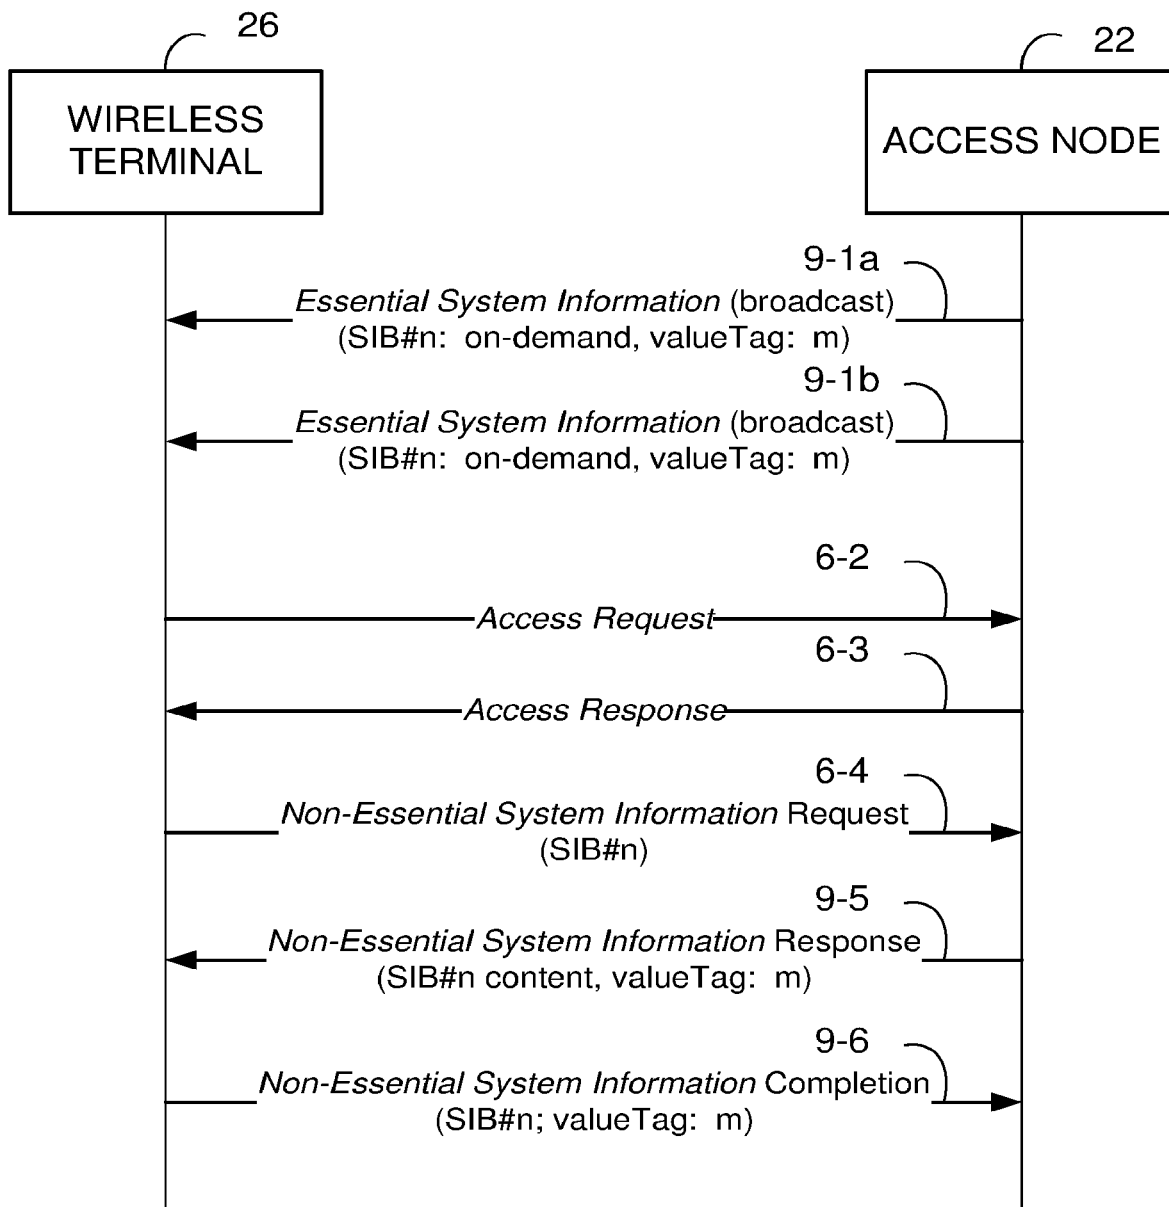 26
22
WIRELESS
TERMINAL
ACCESS NODE
9-1a
Essential System Information (broadcast)
(SIB#n: on-demand, valueTag: m)
9-1b
Essential System Information (broadcast)
(SIB#n: on-demand, valueTag: m)
6-2
Access Request
6-3
Access Response
6-4
Non-Essential System Information Request
(SIB#n)
9-5
Non-Essential System Information Response
(SIB#n content, valueTag: m)
9-6
Non-Essential System Information Completion
(SIB#n; valueTag: m)